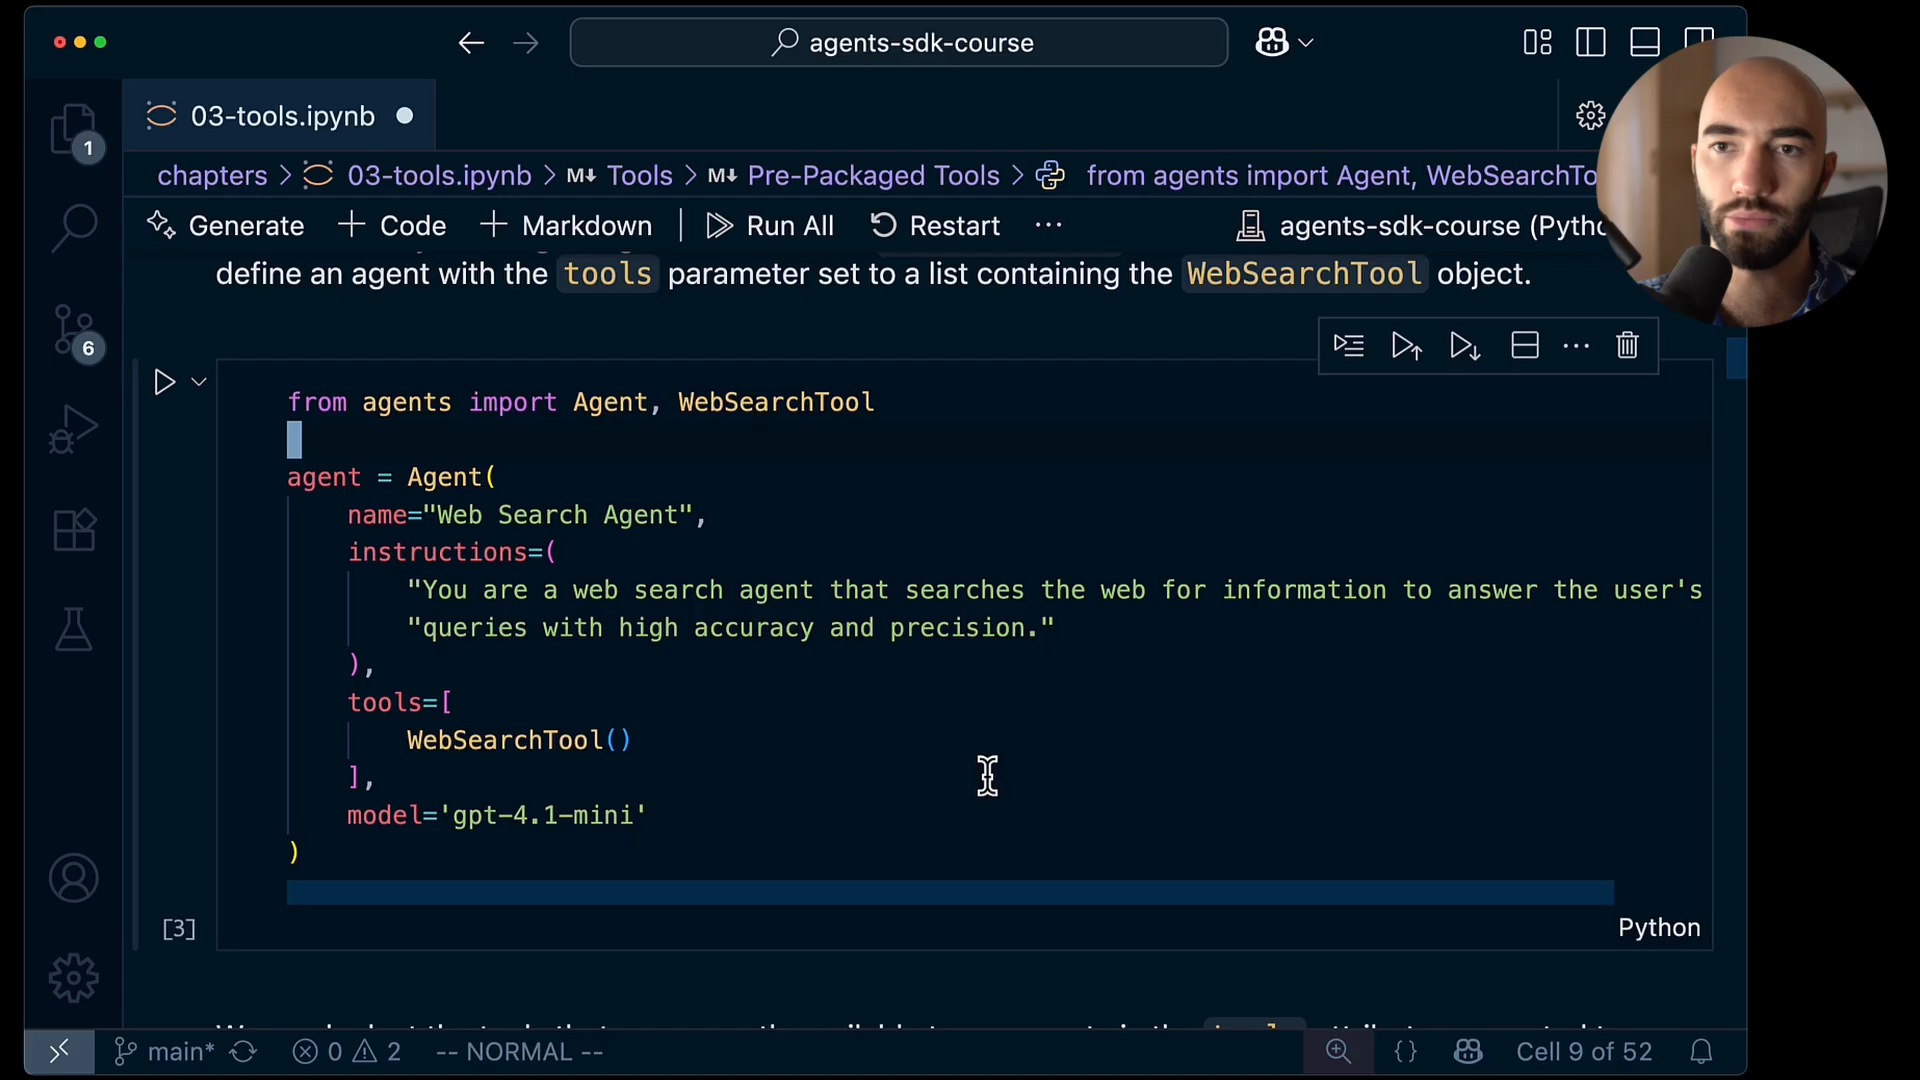 agents-sdk-course
03-tools.ipynb
1
chapters > 03-tools.ipynb > M↓ Tools > M↓ Pre-Packaged Tools > from agents import Agent, WebSearchTo
Generate + Code + Markdown | Run All Restart ··· agents-sdk-course (Pytho
define an agent with the tools parameter set to a list containing the WebSearchTool object.
6
from agents import Agent, WebSearchTool
agent = Agent(
name="Web Search Agent",
instructions=(
"You are a web search agent that searches the web for information to answer the user's
"queries with high accuracy and precision."
),
tools=[
WebSearchTool()
],
model='gpt-4.1-mini'
)
[3]
Python
main* 0 2 -- NORMAL -- {} Cell 9 of 52